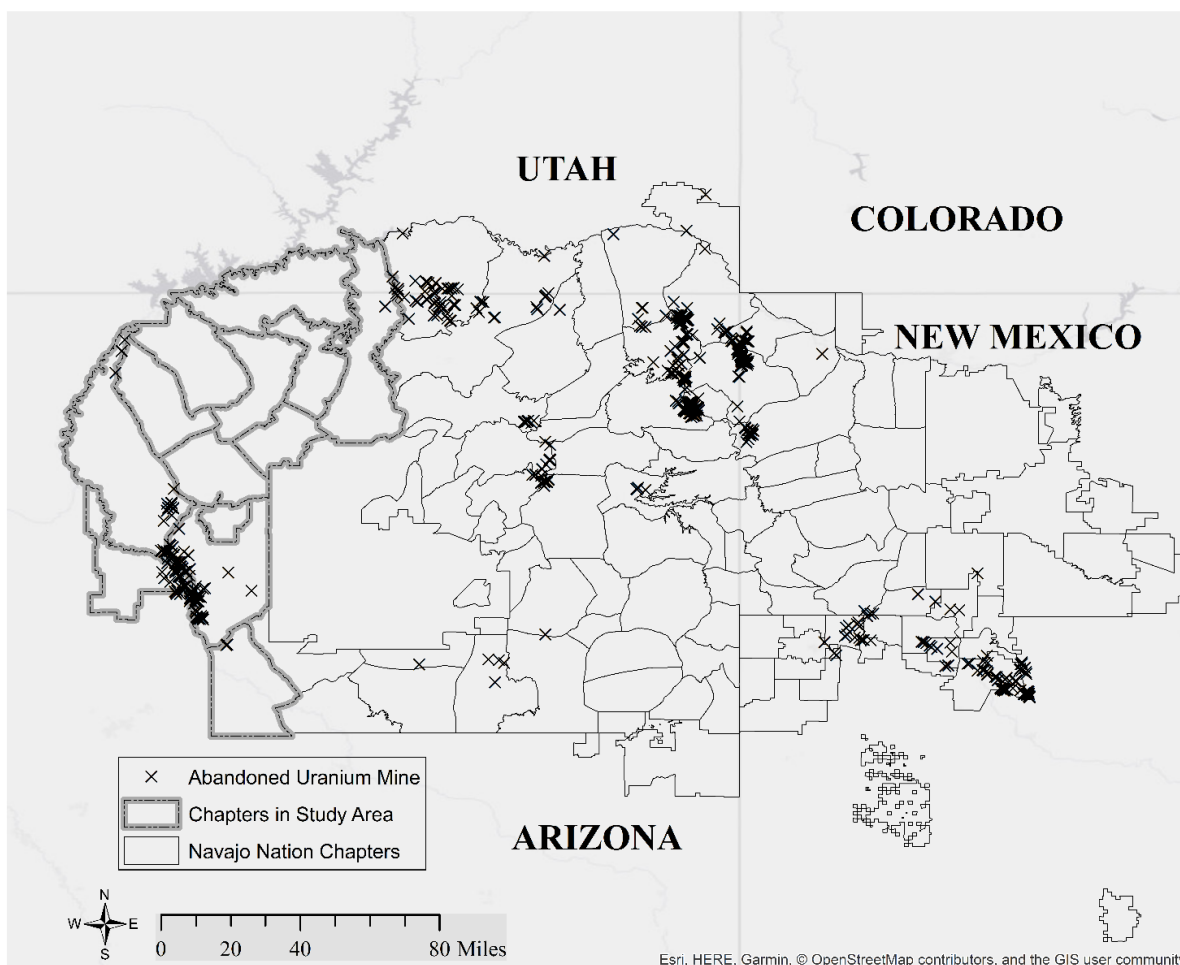 UTAH
COLORADO
NEW MEXICO
Abandoned Uranium Mine
Chapters in Study Area
Navajo Nation Chapters
ARIZONA
N
W E
S
0 20 40 80 Miles
Esri, HERE, Garmin, © OpenStreetMap contributors, and the GIS user community